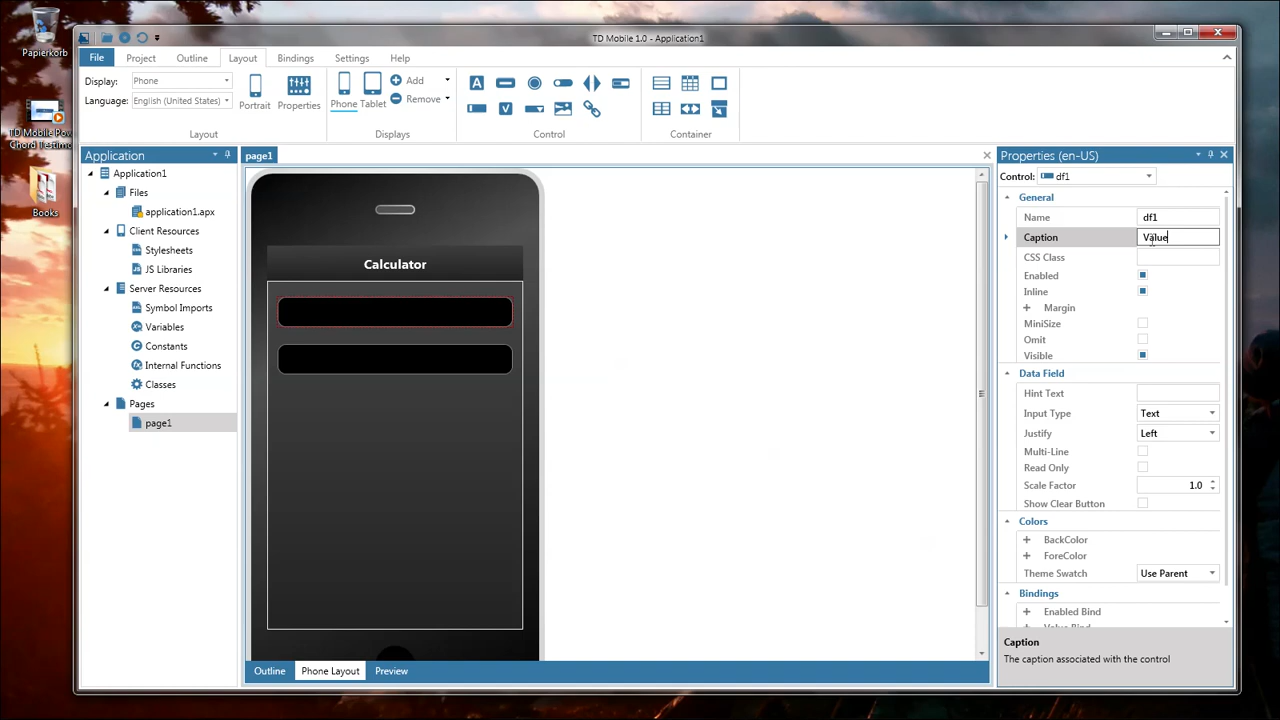 Papierkorb
TD Mobile Pow
Chord Testimo
Books
TD Mobile 1.0 - Application1
File Project Outline Layout Bindings Settings Help
Display: Phone
Language: English (United States)
Portrait
Properties
Phone Tablet
Add
Remove
Layout Displays Control Container
Application
Application1
Files
application1.apx
Client Resources
Stylesheets
JS Libraries
Server Resources
Symbol Imports
Variables
Constants
Internal Functions
Classes
Pages
page1
page1
Calculator
Outline Phone Layout Preview
Properties (en-US)
Control: df1
General
Name df1
Caption Value
CSS Class
Enabled
Inline
Margin
MiniSize
Omit
Visible
Data Field
Hint Text
Input Type Text
Justify Left
Multi-Line
Read Only
Scale Factor 1.0
Show Clear Button
Colors
BackColor
ForeColor
Theme Swatch Use Parent
Bindings
Enabled Bind
Value Bind
Caption
The caption associated with the control